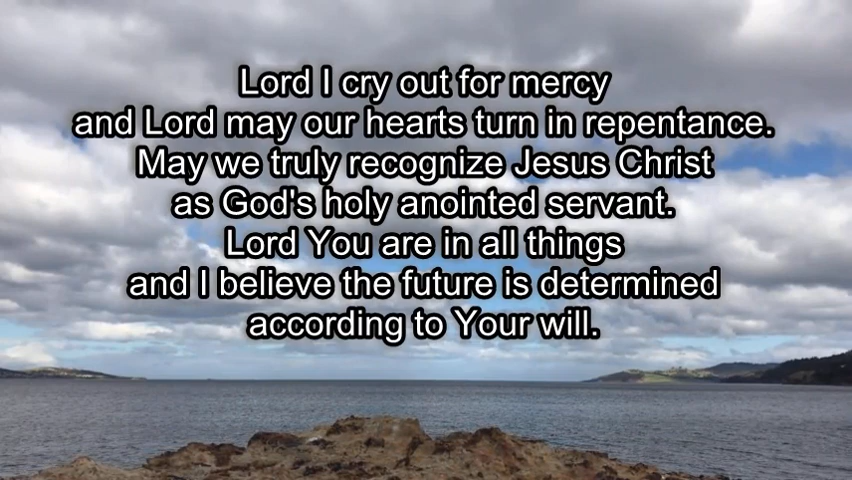 Lord I cry out for mercy
and Lord may our hearts turn in repentance.
May we truly recognize Jesus Christ
as God's holy anointed servant.
Lord You are in all things
and I believe the future is determined
according to Your will.